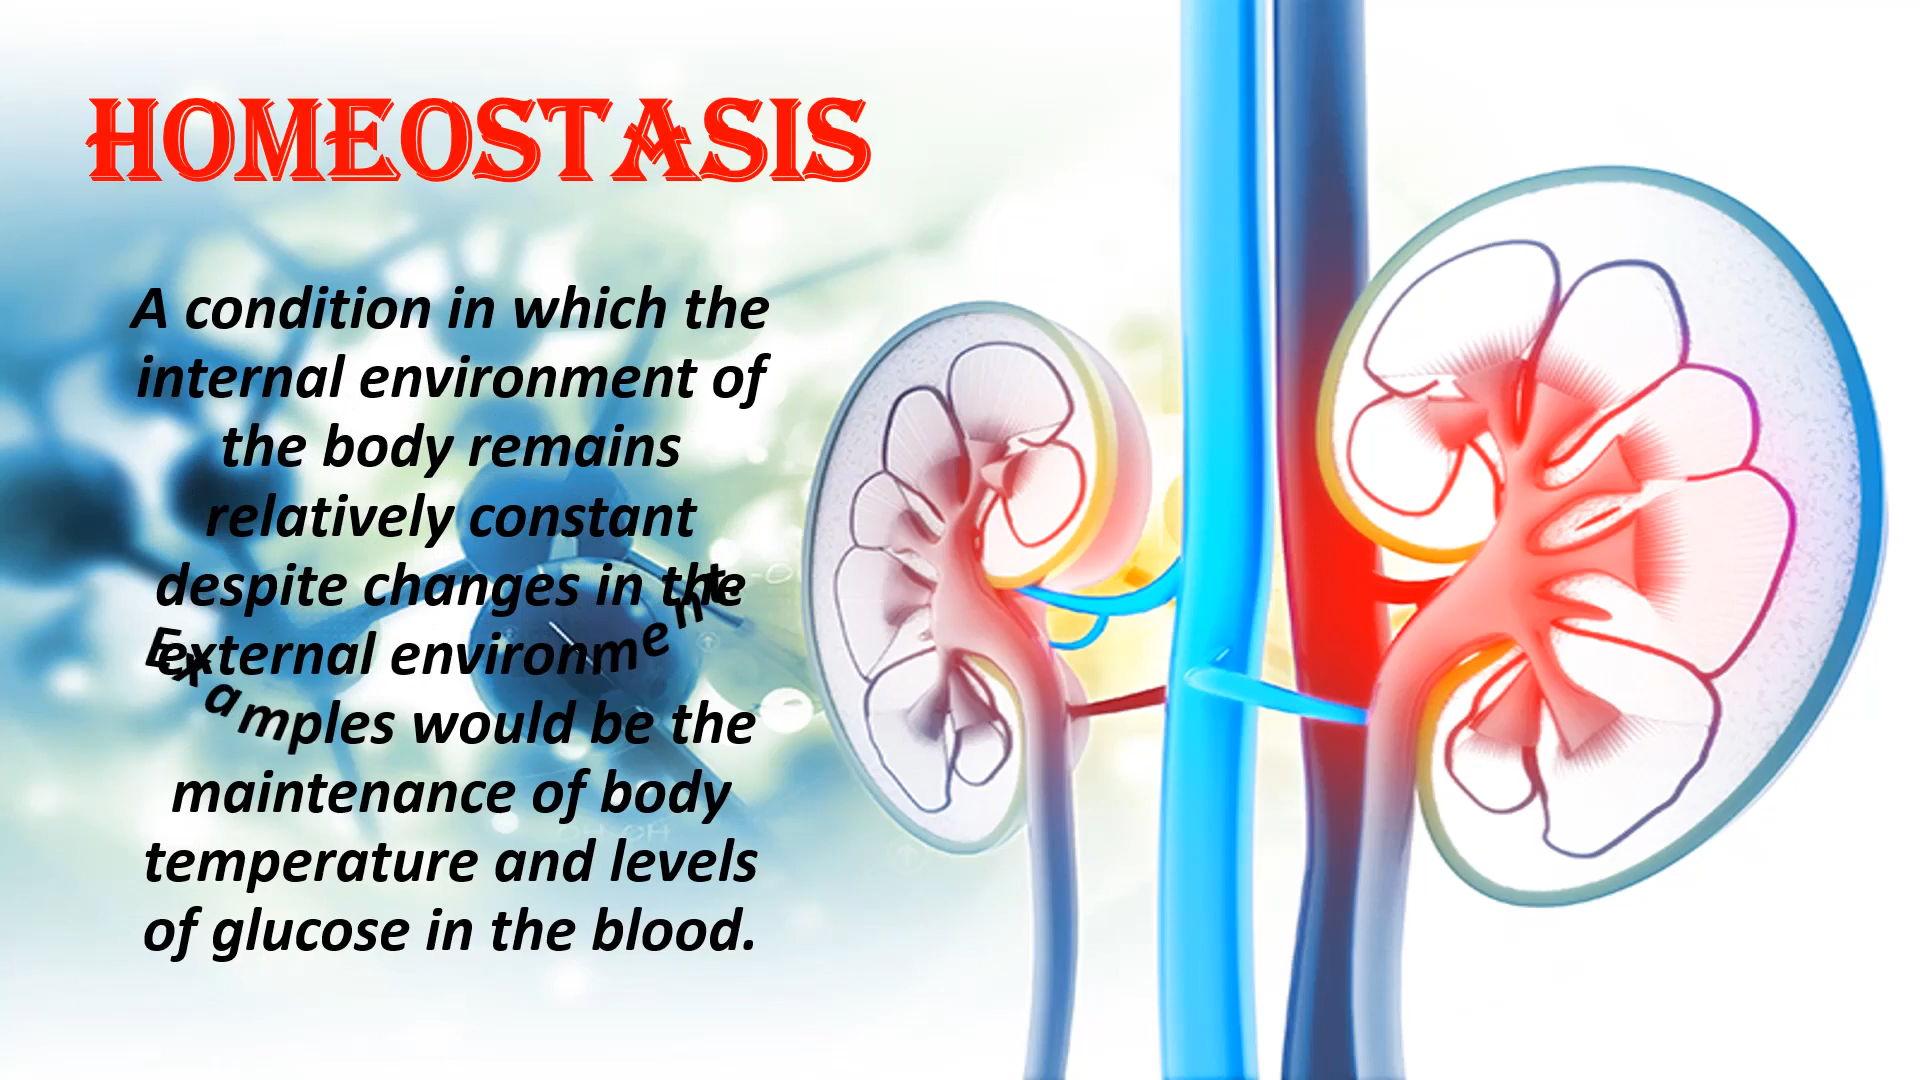 HOMEOSTASIS
A condition in which the
internal environment of
the body remains
relatively constant
despite changes in the
external environment.
Examples would be the
maintenance of body
temperature and levels
of glucose in the blood.